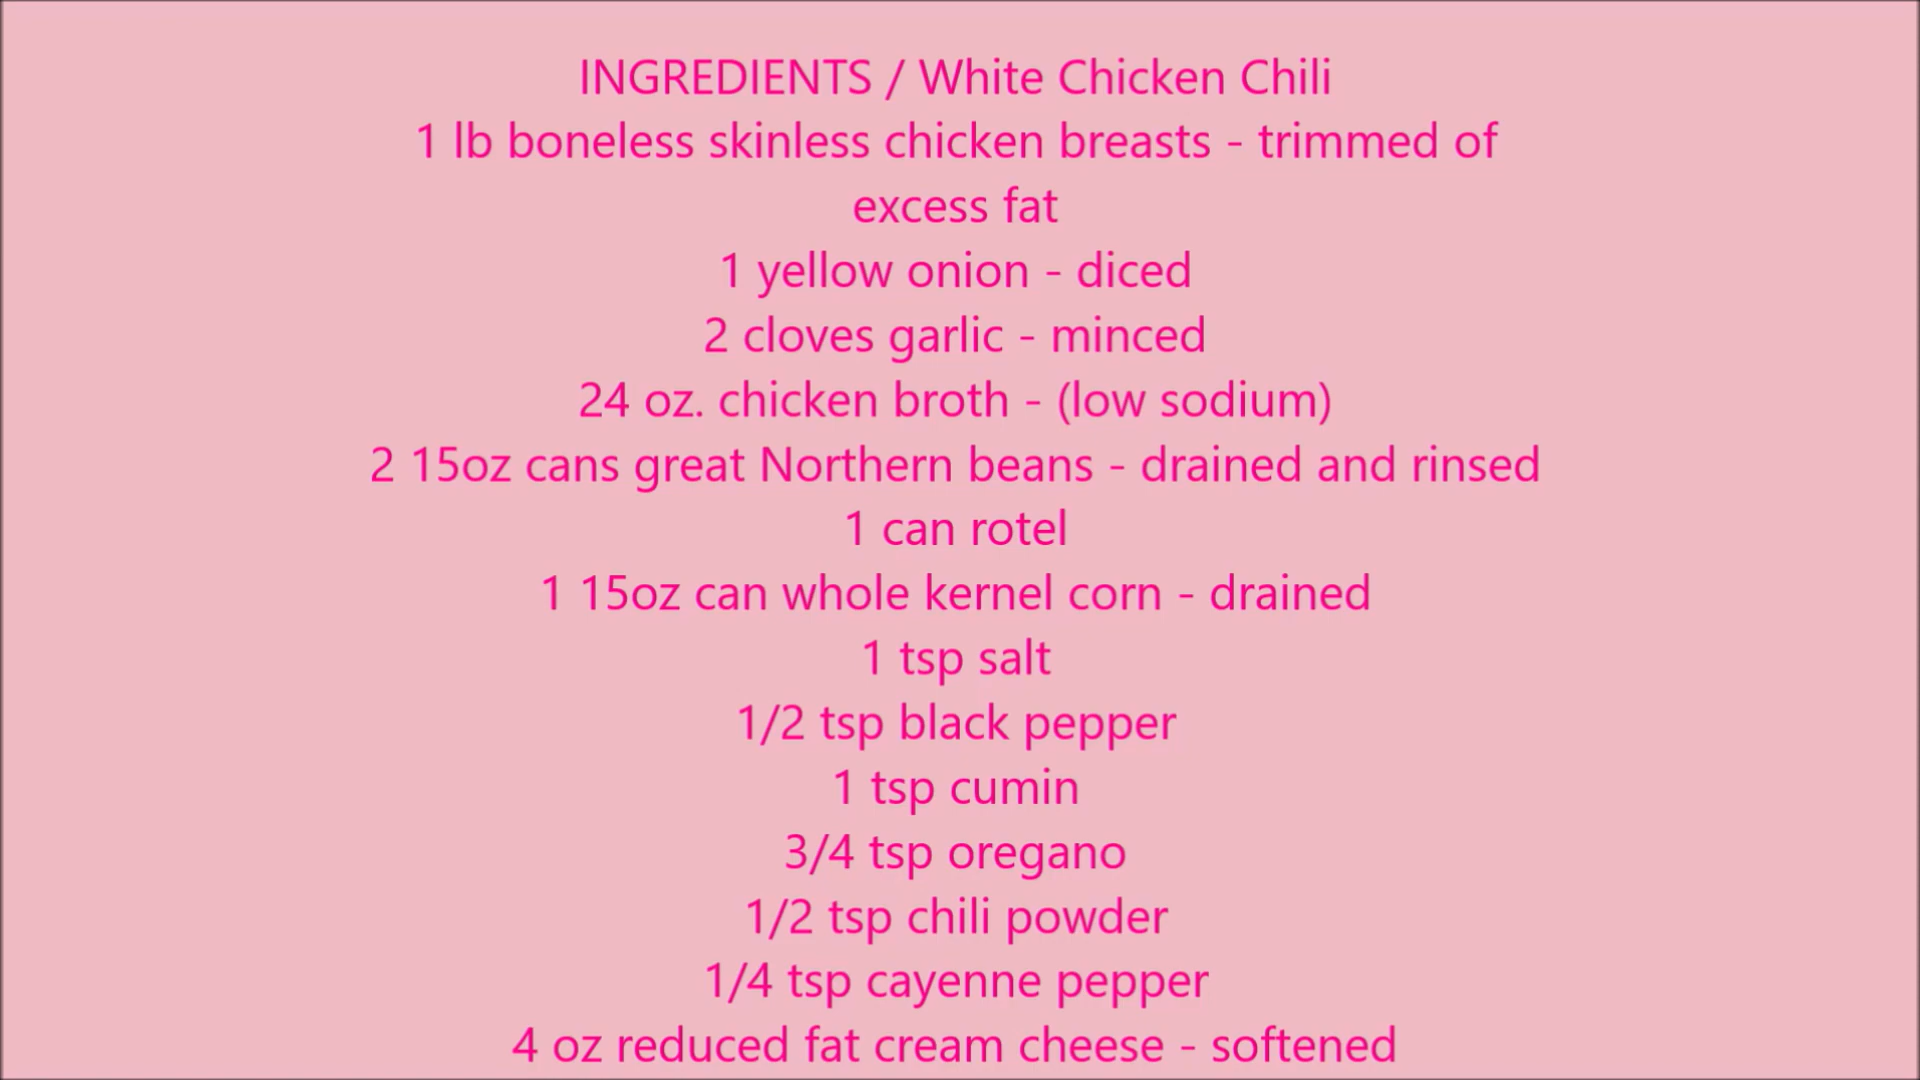 INGREDIENTS / White Chicken Chili
1 lb boneless skinless chicken breasts - trimmed of
excess fat
1 yellow onion - diced
2 cloves garlic - minced
24 oz. chicken broth - (low sodium)
2 15oz cans great Northern beans - drained and rinsed
1 can rotel
1 15oz can whole kernel corn - drained
1 tsp salt
1/2 tsp black pepper
1 tsp cumin
3/4 tsp oregano
1/2 tsp chili powder
1/4 tsp cayenne pepper
4 oz reduced fat cream cheese - softened